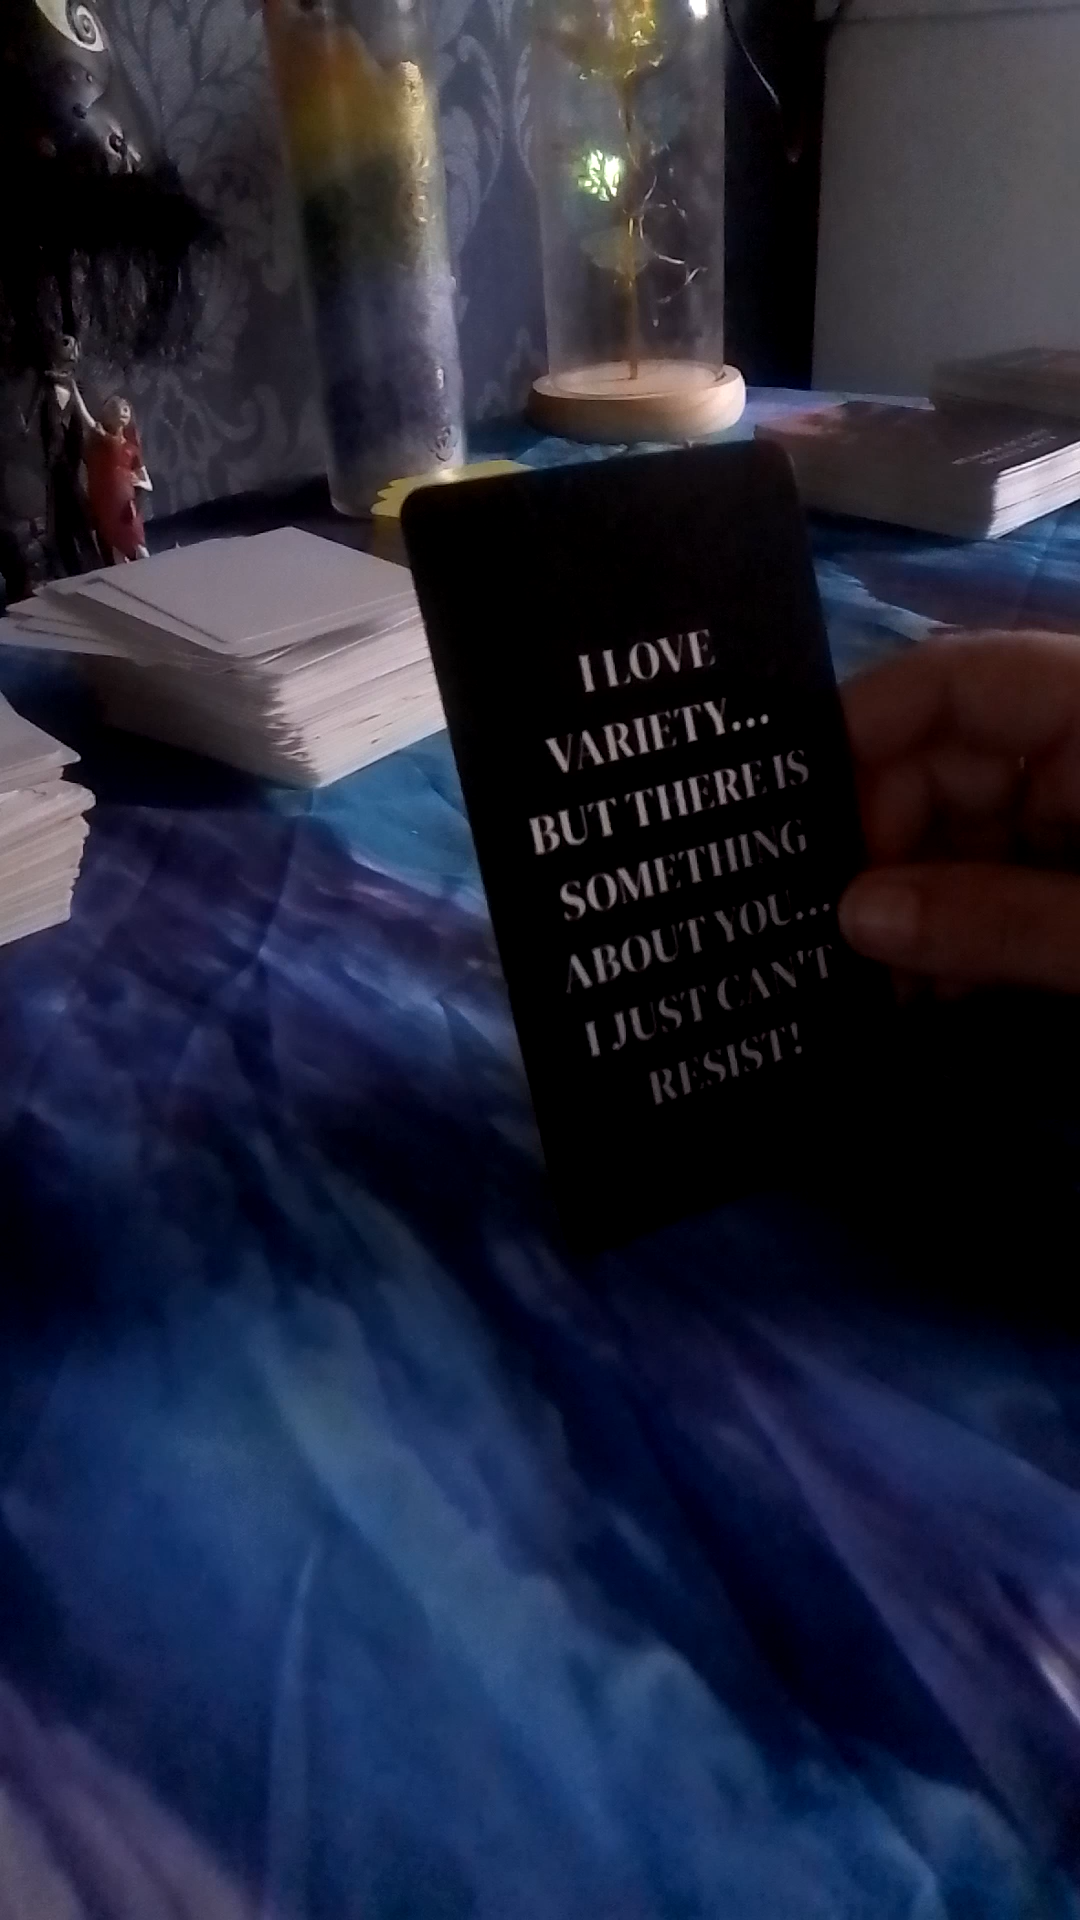 I LOVE
VARIETY...
BUT THERE IS
SOMETHING
ABOUT YOU...
I JUST CAN'T
RESIST!